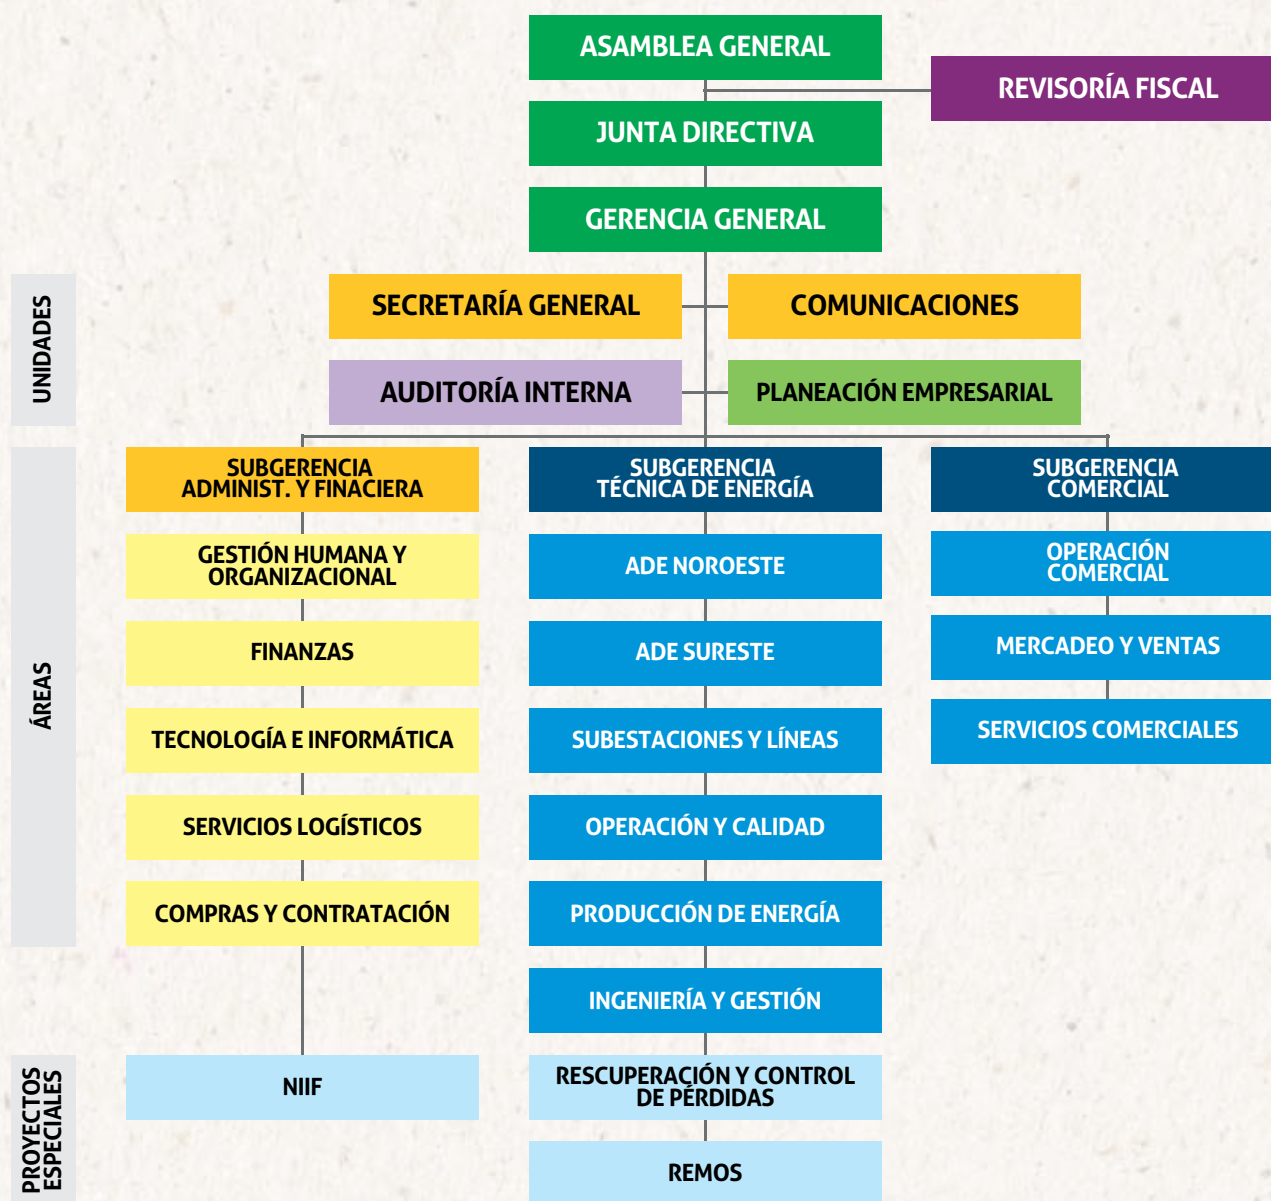 ASAMBLEA GENERAL
REVISORÍA FISCAL
JUNTA DIRECTIVA
GERENCIA GENERAL
UNIDADES
SECRETARÍA GENERAL
COMUNICACIONES
AUDITORÍA INTERNA
PLANEACIÓN EMPRESARIAL
ÁREAS
SUBGERENCIA
ADMINIST. Y FINACIERA
GESTIÓN HUMANA Y
ORGANIZACIONAL
FINANZAS
TECNOLOGÍA E INFORMÁTICA
SERVICIOS LOGÍSTICOS
COMPRAS Y CONTRATACIÓN
SUBGERENCIA
TÉCNICA DE ENERGÍA
ADE NOROESTE
ADE SURESTE
SUBESTACIONES Y LÍNEAS
OPERACIÓN Y CALIDAD
PRODUCCIÓN DE ENERGÍA
INGENIERÍA Y GESTIÓN
SUBGERENCIA
COMERCIAL
OPERACIÓN
COMERCIAL
MERCADEO Y VENTAS
SERVICIOS COMERCIALES
PROYECTOS
ESPECIALES
NIIF
RESCUPERACIÓN Y CONTROL
DE PÉRDIDAS
REMOS